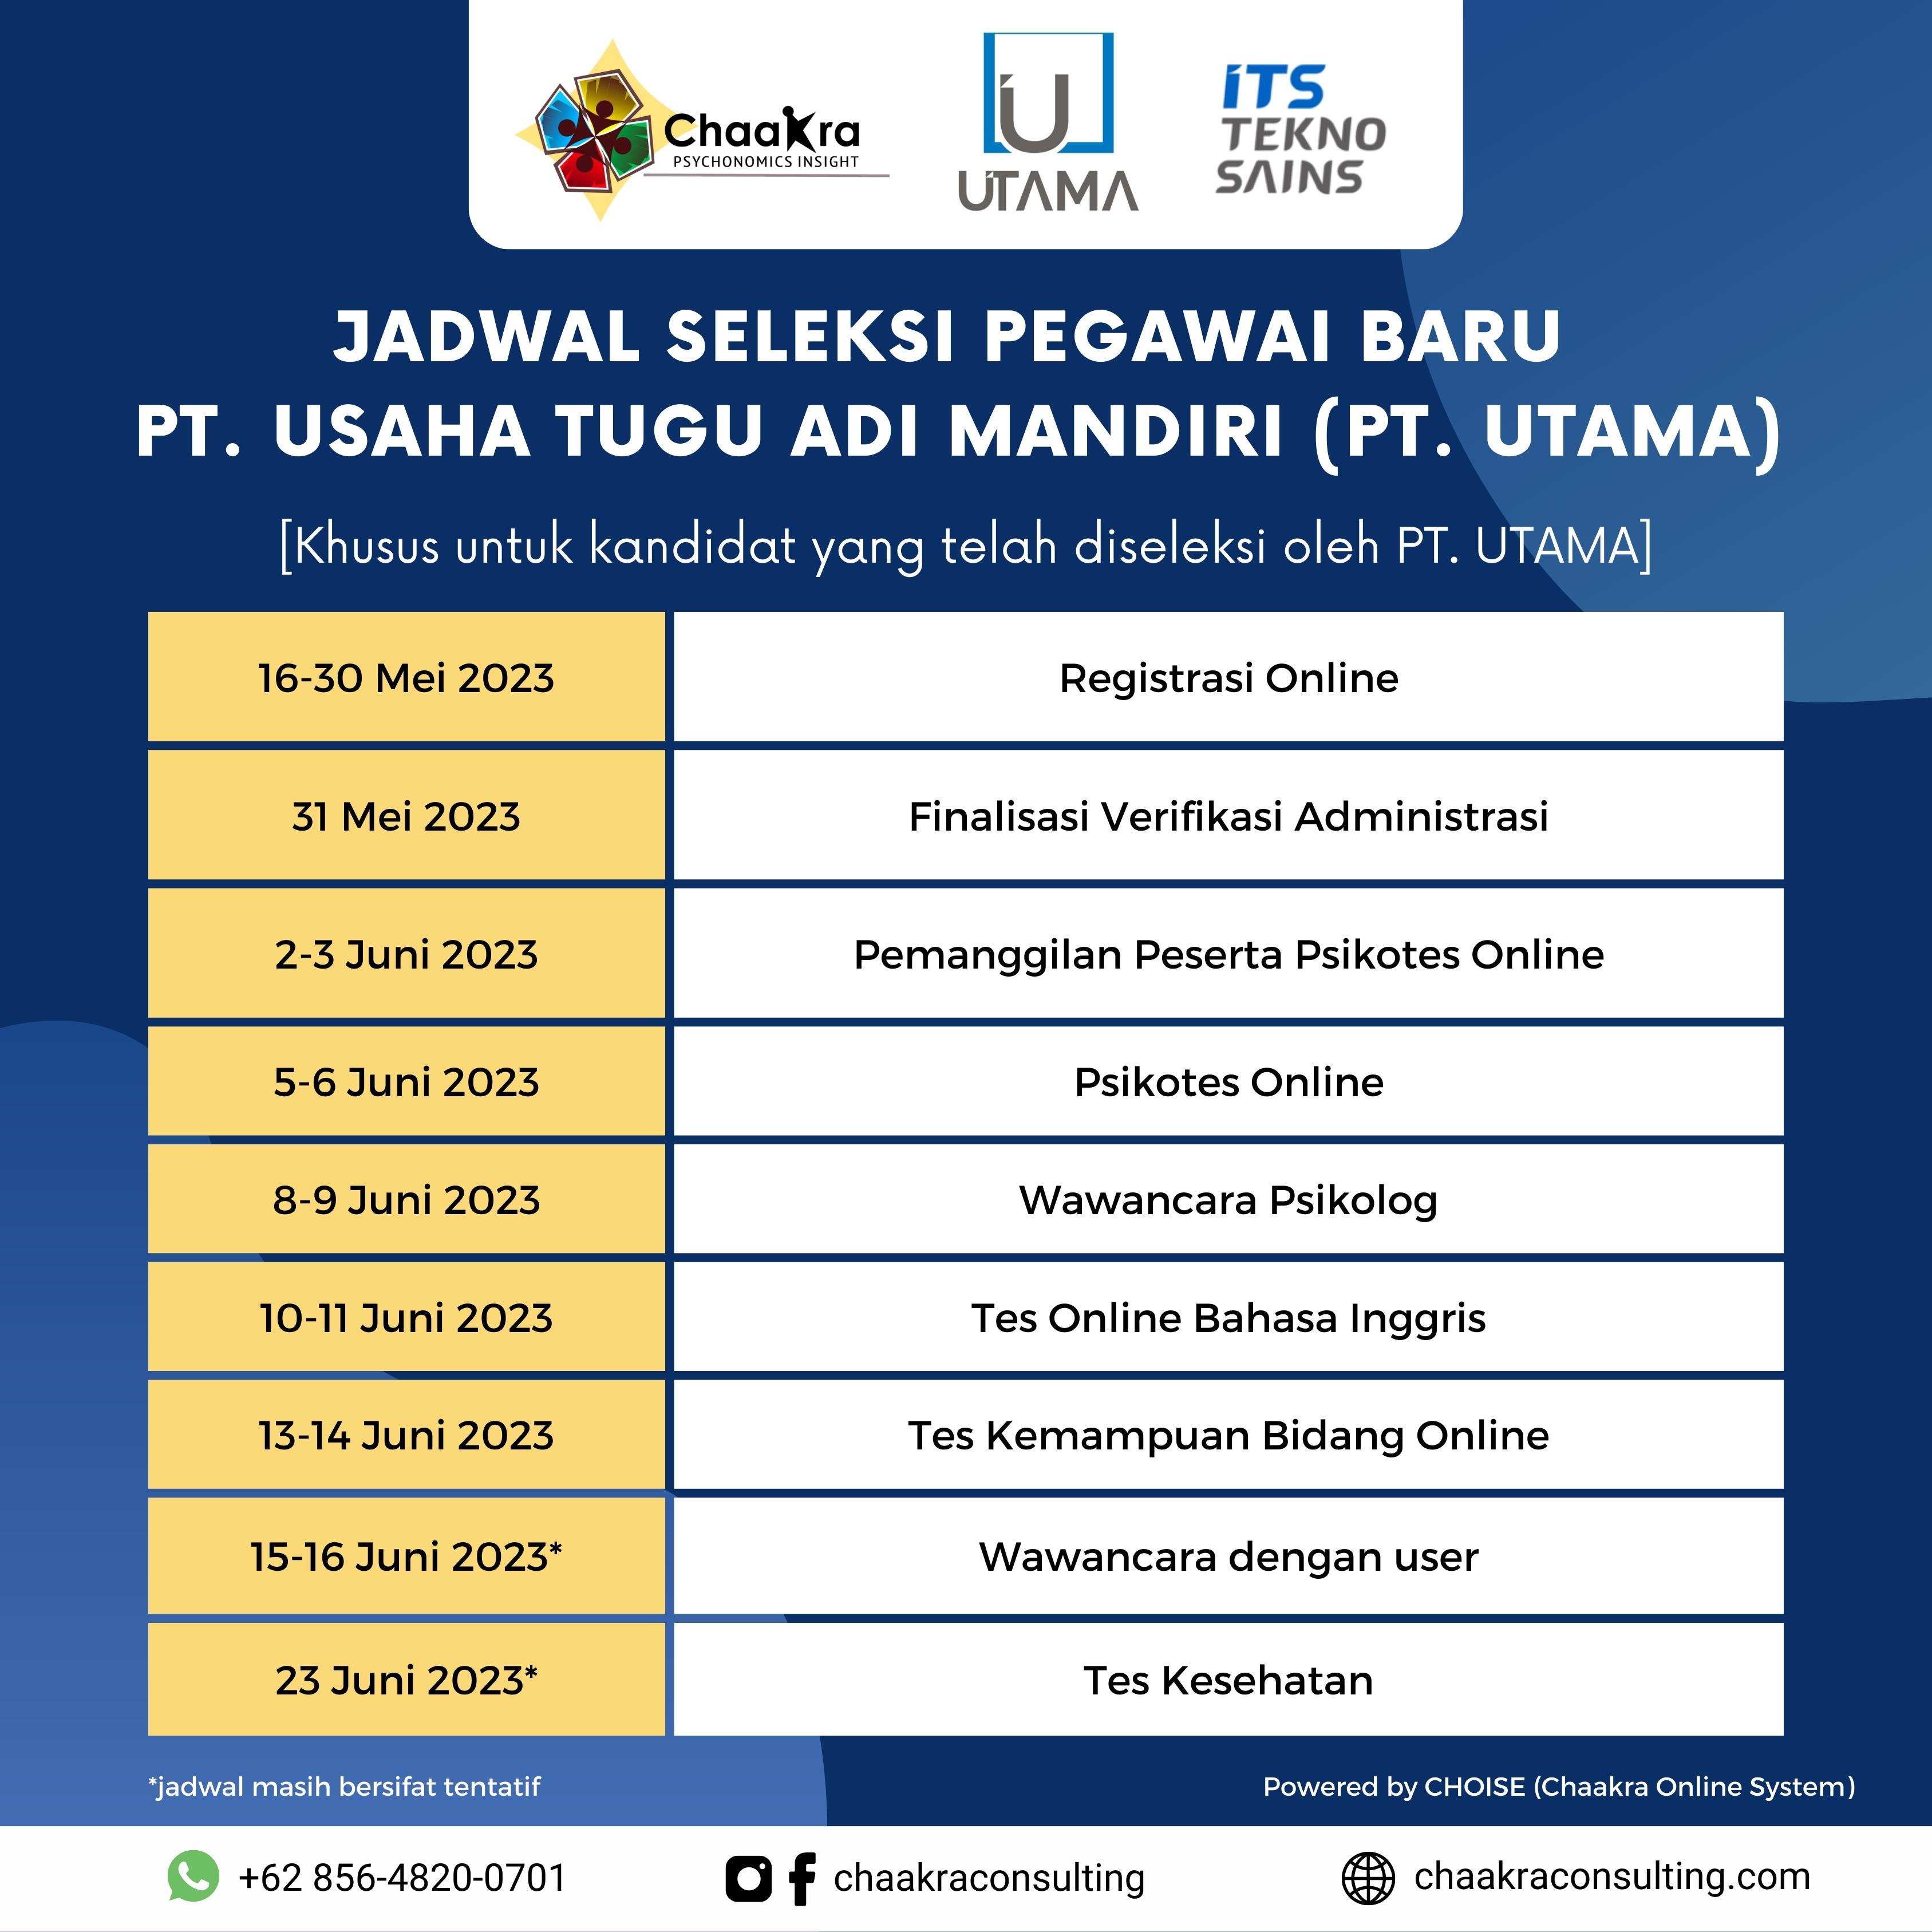 Chaakra
PSYCHONOMICS INSIGHT
U
UTAMA
iTS
TEKNO
SAINS
JADWAL SELEKSI PEGAWAI BARU
PT. USAHA TUGU ADI MANDIRI (PT. UTAMA)
[Khusus untuk kandidat yang telah diseleksi oleh PT. UTAMA]
16-30 Mei 2023 Registrasi Online
31 Mei 2023 Finalisasi Verifikasi Administrasi
2-3 Juni 2023 Pemanggilan Peserta Psikotes Online
5-6 Juni 2023 Psikotes Online
8-9 Juni 2023 Wawancara Psikolog
10-11 Juni 2023 Tes Online Bahasa Inggris
13-14 Juni 2023 Tes Kemampuan Bidang Online
15-16 Juni 2023* Wawancara dengan user
23 Juni 2023* Tes Kesehatan
*jadwal masih bersifat tentatif Powered by CHOISE (Chaakra Online System)
+62 856-4820-0701 chaakraconsulting chaakraconsulting.com